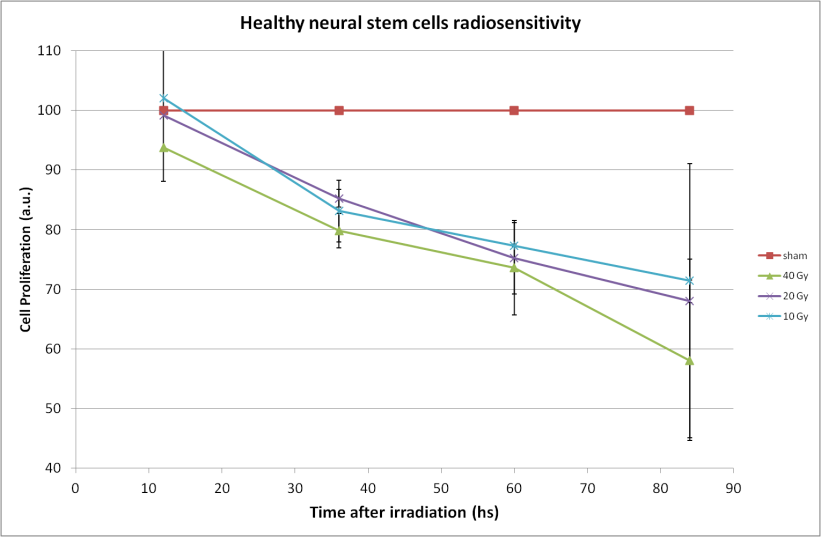 Healthy neural stem cells radiosensitivity
110
100
90
80
70
60
50
40
0 10 20 30 40 50 60 70 80 90
Cell Proliferation (a.u.)
Time after irradiation (hs)
sham
40 Gy
20 Gy
10 Gy